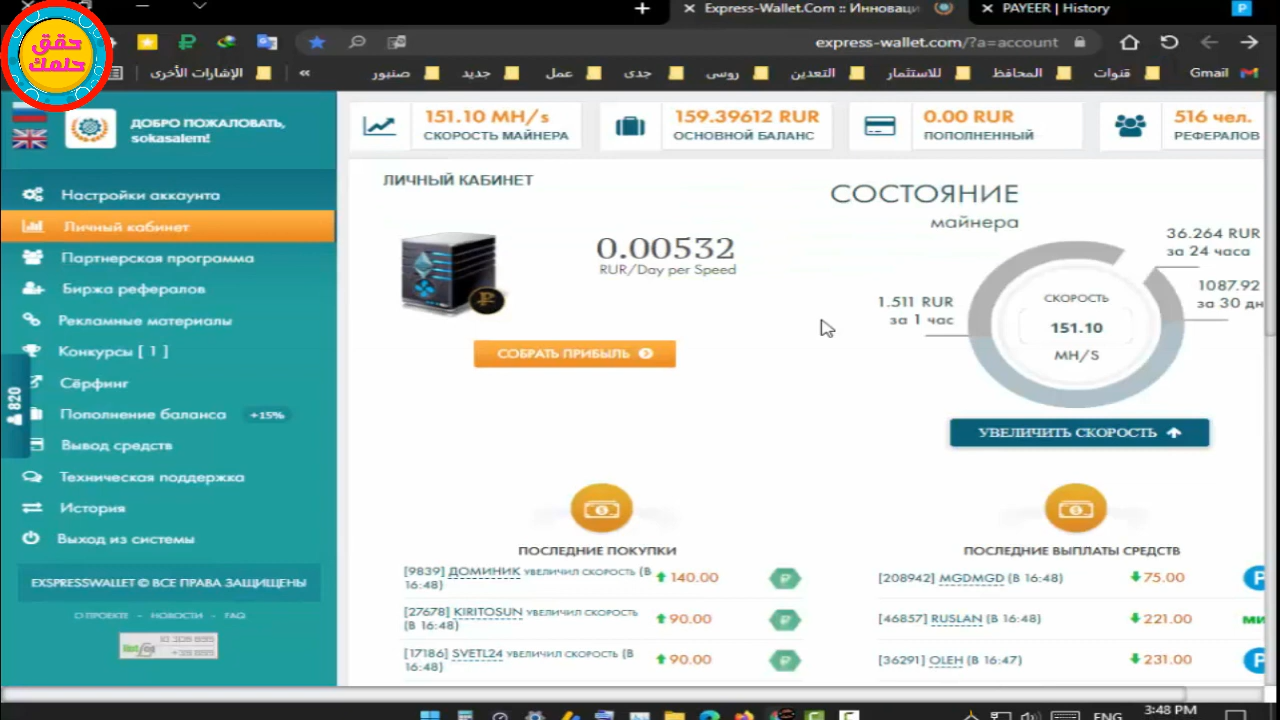 Express-Wallet.Com :: Инноваци
PAYEER | History
حقق
حلمك
express-wallet.com/?a=account
الإشارات الأخرى
»
صنبور
جديد
عمل
جدى
روسى
التعدين
للاستثمار
المحافظ
قنوات
Gmail
ДОБРО ПОЖАЛОВАТЬ,
sokasalem!
151.10 MH/s
СКОРОСТЬ МАЙНЕРА
159.39612 RUR
ОСНОВНОЙ БАЛАНС
0.00 RUR
ПОПОЛНЕННЫЙ
516 чел.
РЕФЕРАЛОВ
Настройки аккаунта
Личный кабинет
Партнерская программа
Биржа рефералов
Рекламные материалы
Конкурсы [ 1 ]
Сёрфинг
Пополнение баланса +15%
Вывод средств
Техническая поддержка
История
Выход из системы
820
EXSPRESSWALLET © ВСЕ ПРАВА ЗАЩИЩЕНЫ
О ПРОЕКТЕ - НОВОСТИ - FAQ
ЛИЧНЫЙ КАБИНЕТ
0.00532
RUR/Day per Speed
СОБРАТЬ ПРИБЫЛЬ
СОСТОЯНИЕ
майнера
36.264 RUR
за 24 часа
1087.92
за 30 дн
1.511 RUR
за 1 час
СКОРОСТЬ
151.10
MH/S
УВЕЛИЧИТЬ СКОРОСТЬ
ПОСЛЕДНИЕ ПОКУПКИ
[9839] ДОМИНИК УВЕЛИЧИЛ СКОРОСТЬ (В 16:48) 140.00
[27678] KIRITOSUN УВЕЛИЧИЛ СКОРОСТЬ (В 16:48) 90.00
[17186] SVETL24 УВЕЛИЧИЛ СКОРОСТЬ (В 16:48) 90.00
ПОСЛЕДНИЕ ВЫПЛАТЫ СРЕДСТВ
[208942] MGDMGD (В 16:48) 75.00
[46857] RUSLAN (В 16:48) 221.00
[36291] OLEH (В 16:47) 231.00
ENG
3:48 PM